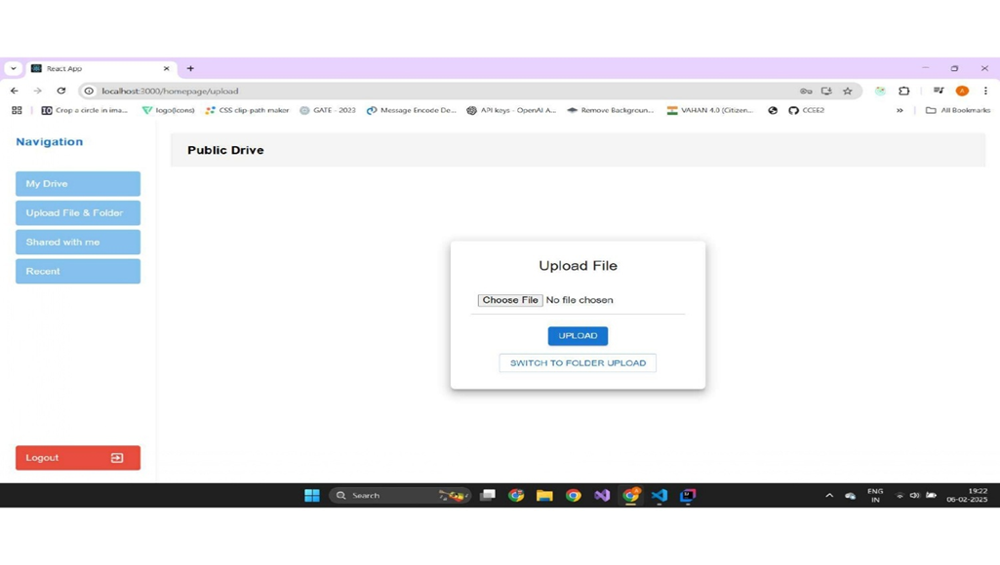 React App
localhost:3000/homepage/upload
Crop a circle in ima... logo(icons) CSS clip-path maker GATE - 2023 Message Encode De... API keys - OpenAI A... Remove Backgroun... VAHAN 4.0 (Citizen... CCEE2 » All Bookmarks
Navigation
Public Drive
My Drive
Upload File & Folder
Shared with me
Recent
Upload File
Choose File No file chosen
UPLOAD
SWITCH TO FOLDER UPLOAD
Logout
Search
ENG
IN
19:22
06-02-2025